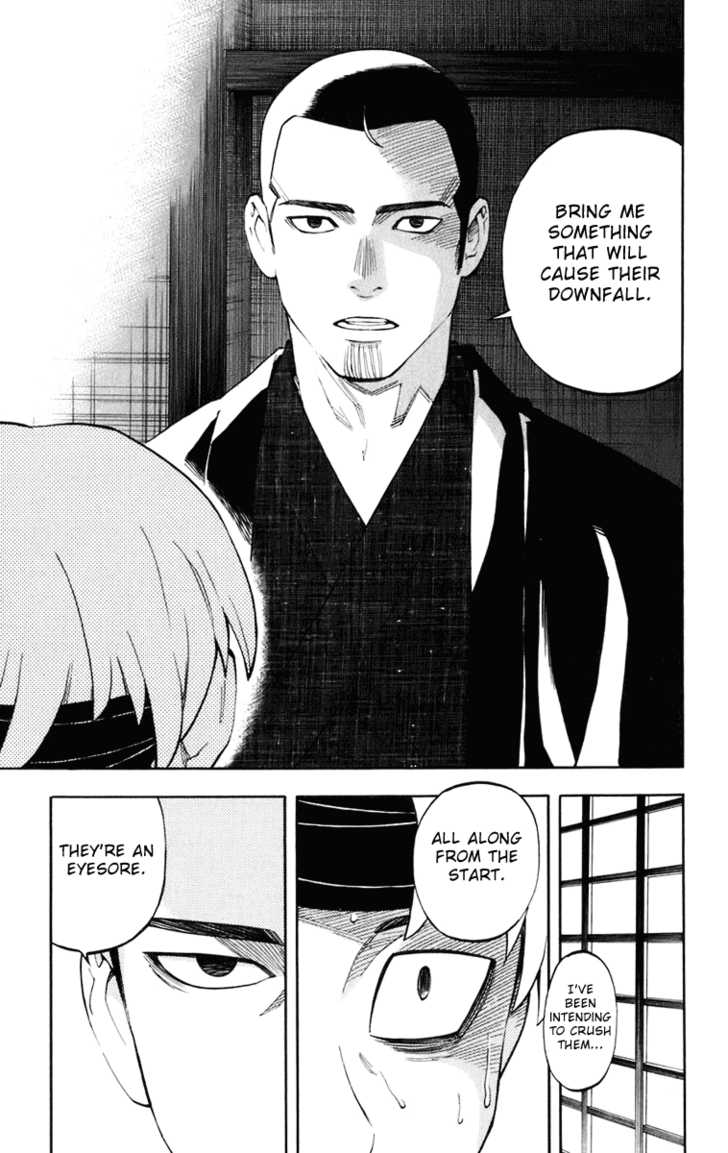 BRING ME
SOMETHING
THAT WILL
CAUSE THEIR
DOWNFALL.
I'VE
BEEN
INTENDING
TO CRUSH
THEM...
ALL ALONG
FROM THE
START.
THEY'RE AN
EYESORE.